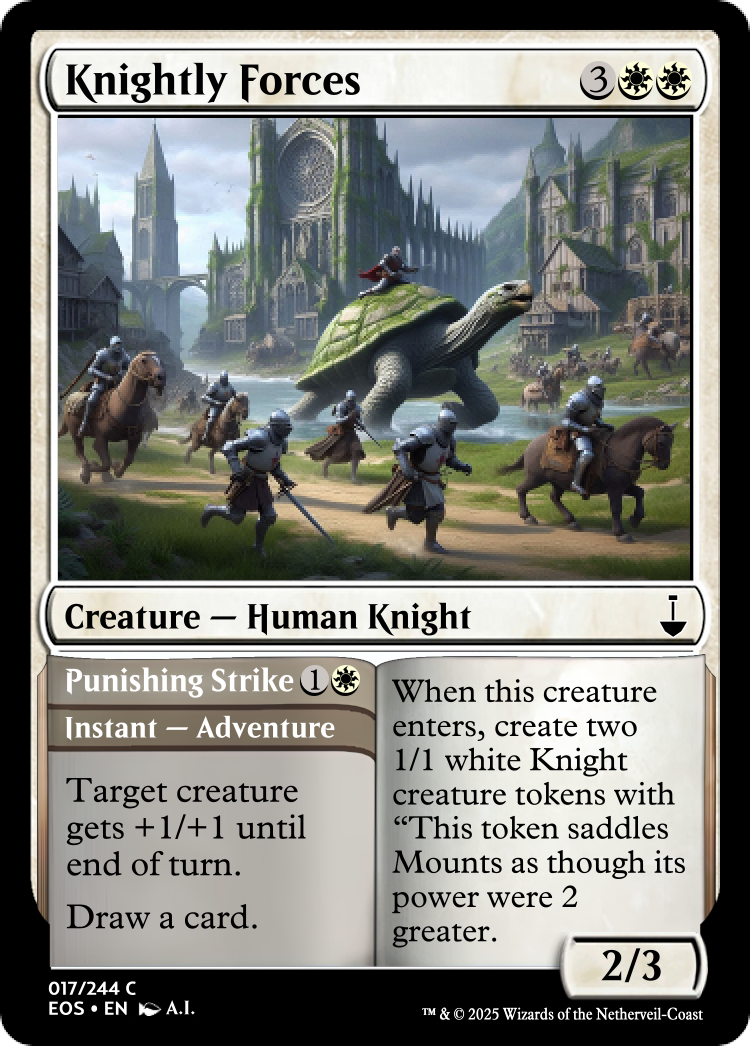 Knightly Forces 3
Creature — Human Knight
Punishing Strike 1
Instant — Adventure
Target creature
gets +1/+1 until
end of turn.
Draw a card.
When this creature
enters, create two
1/1 white Knight
creature tokens with
“This token saddles
Mounts as though its
power were 2
greater.
2/3
017/244 C
EOS • EN A.I.
™ & © 2025 Wizards of the Netherveil-Coast